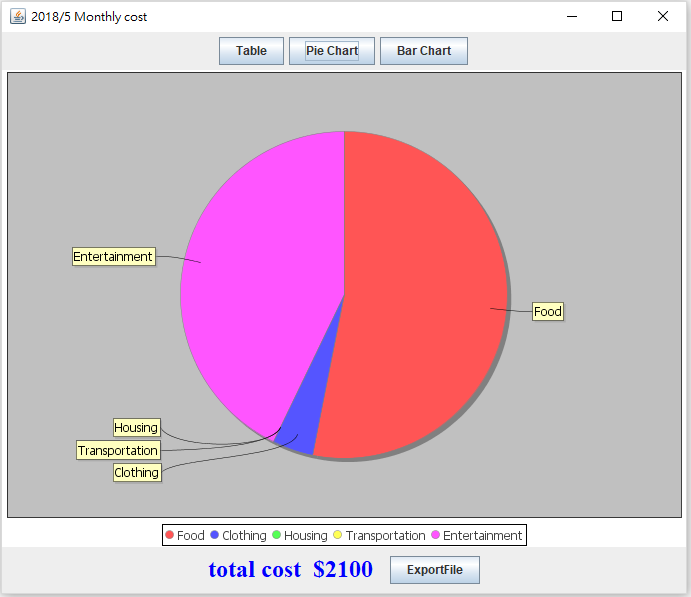 2018/5 Monthly cost
Table Pie Chart Bar Chart
Entertainment
Food
Housing
Transportation
Clothing
Food Clothing Housing Transportation Entertainment
total cost $2100 ExportFile